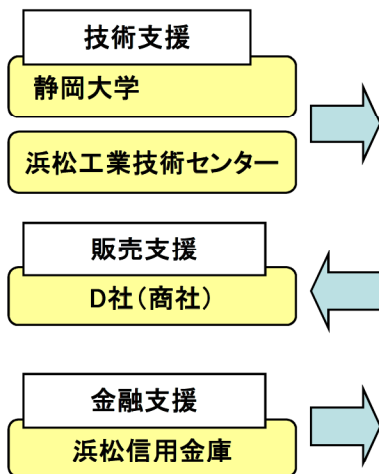 技術支援
静岡大学
浜松工業技術センター
販売支援
D社（商社）
金融支援
浜松信用金庫